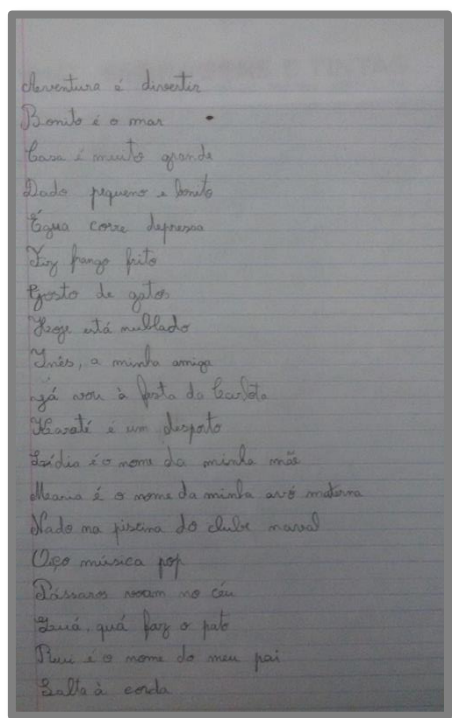 Aventura é divertir
Bonito é o mar
Casa é muito grande
Dado pequeno e bonito
Égua corre depressa
Fiz frango frito
Gosto de gatos
Hoje está nublado
Inês, a minha amiga
já vou à festa da Carlota
Karaté é um desporto
Lídia é o nome da minha mãe
Maria é o nome da minha avó materna
Nado na piscina do clube naval
Oiço música pop
Pássaros voam no céu
Quá, quá faz o pato
Rui é o nome do meu pai
Salta à corda